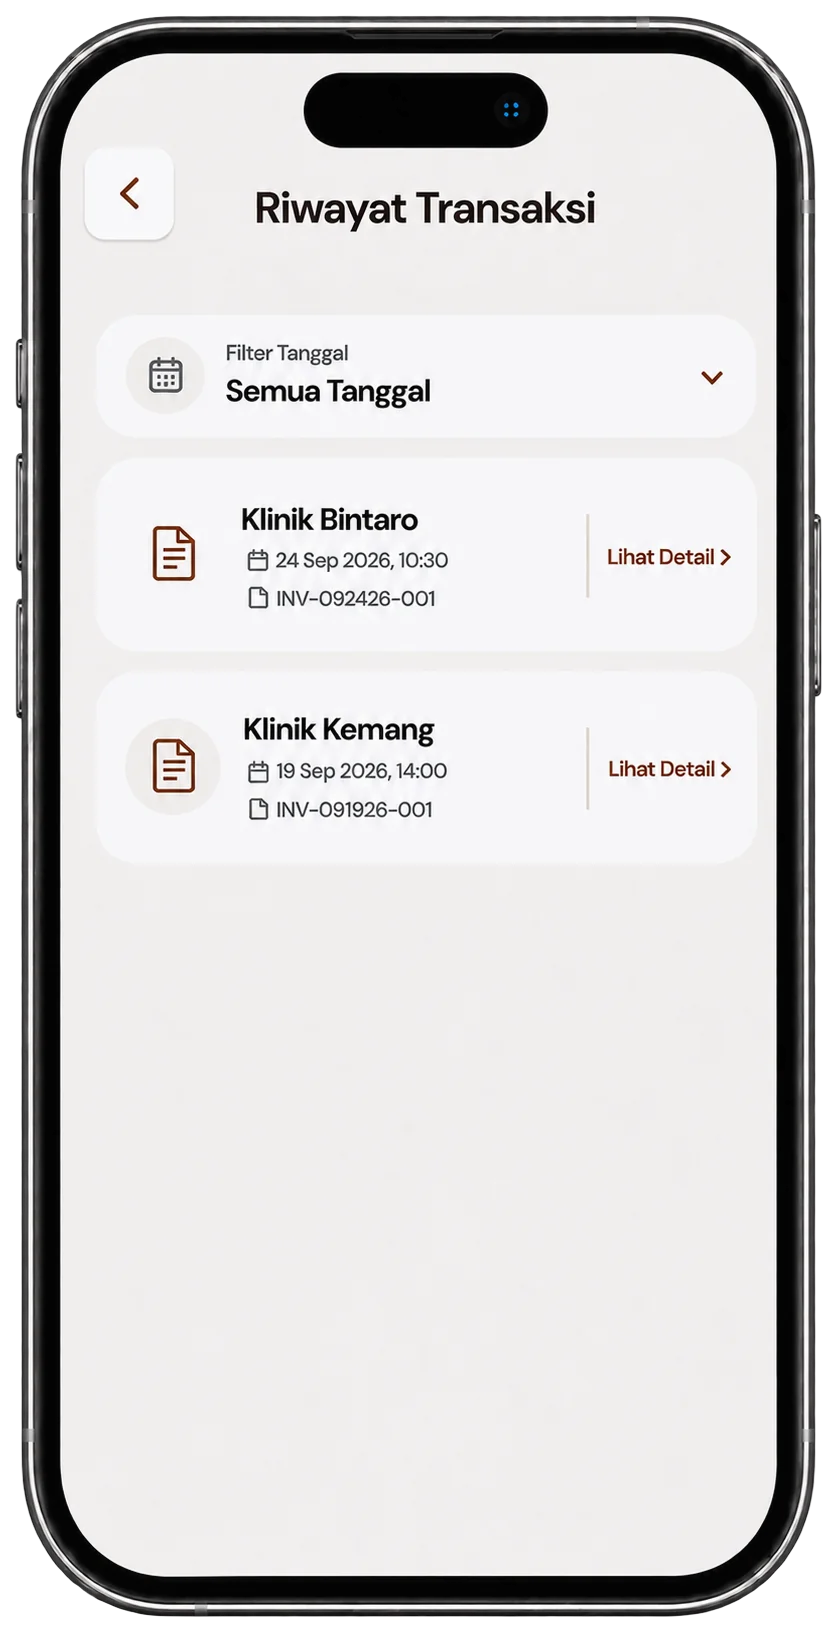 Riwayat Transaksi
Filter Tanggal
Semua Tanggal
Klinik Bintaro
24 Sep 2026, 10:30
INV-092426-001
Lihat Detail
Klinik Kemang
19 Sep 2026, 14:00
INV-091926-001
Lihat Detail